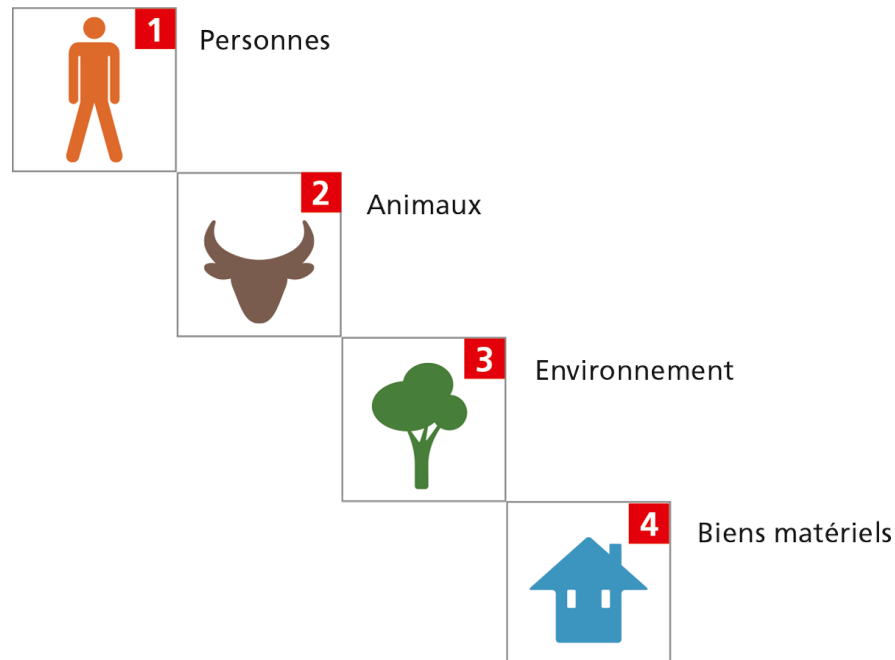 1
Personnes
2
Animaux
3
Environnement
4
Biens matériels